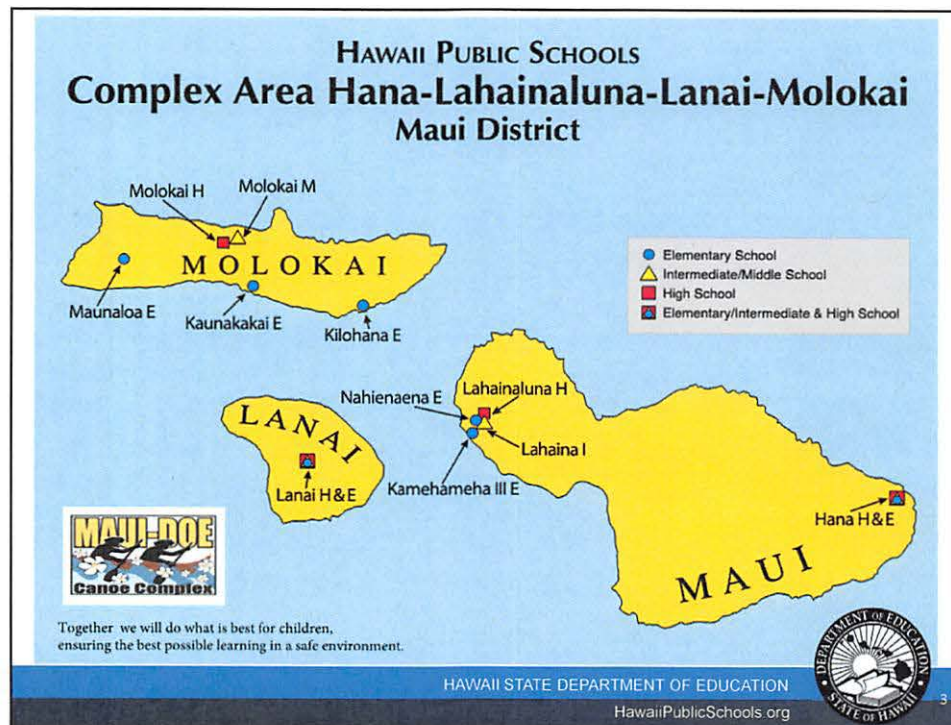 HAWAII PUBLIC SCHOOLS
Complex Area Hana-Lahainaluna-Lanai-Molokai
Maui District
Molokai H
Molokai M
MOLOKAI
Maunaloa E
Kaunakakai E
Kilohana E
Elementary School
Intermediate/Middle School
High School
Elementary/Intermediate & High School
Nahienaena E
Lahainaluna H
LANAI
Lahaina I
Lanai H&E
Kamehameha III E
Hana H&E
MAUI
MAUI-DOE
Canoe Complex
Together we will do what is best for children,
ensuring the best possible learning in a safe environment.
HAWAII STATE DEPARTMENT OF EDUCATION
HawaiiPublicSchools.org
DEPARTMENT OF EDUCATION
STATE OF HAWAII
3